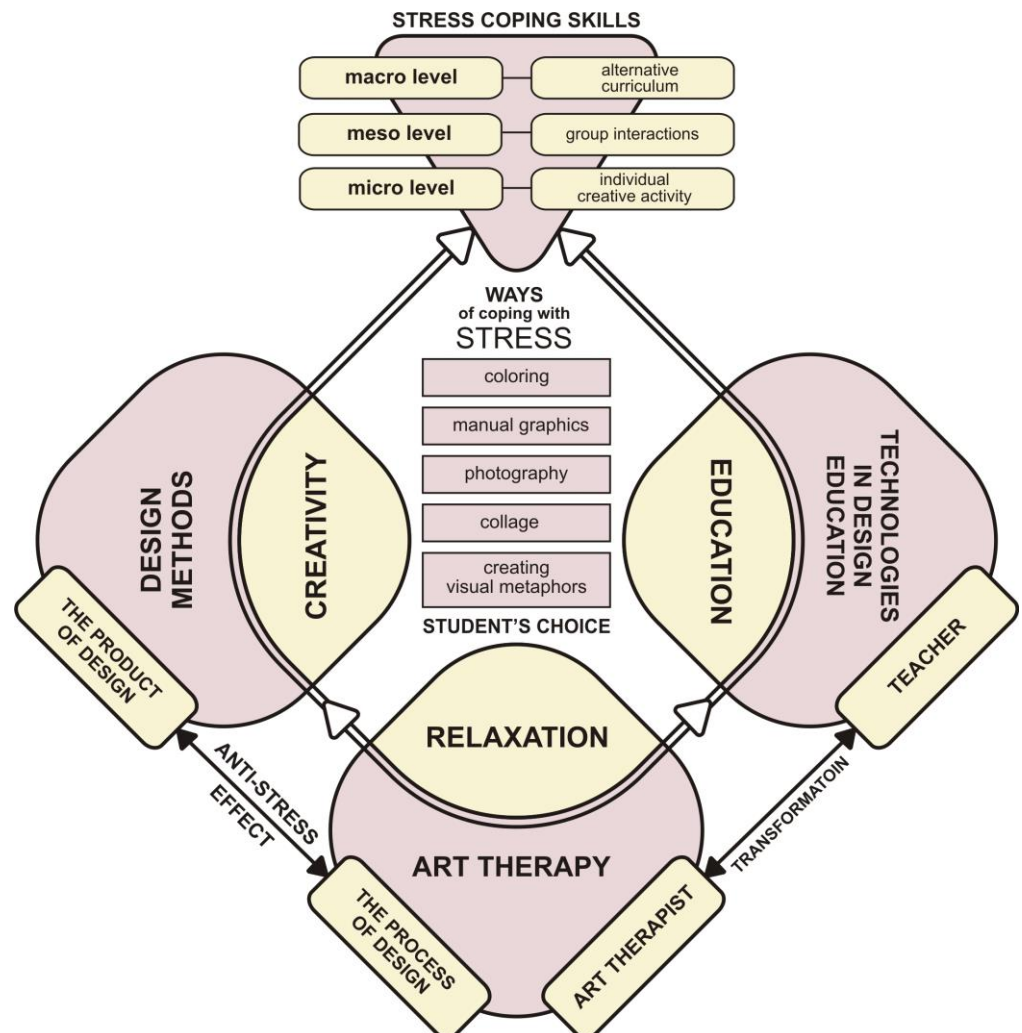 STRESS COPING SKILLS
macro level
alternative
curriculum
meso level
group interactions
micro level
individual
creative activity
WAYS
of coping with
STRESS
coloring
manual graphics
photography
collage
creating
visual metaphors
STUDENT'S CHOICE
DESIGN
METHODS
CREATIVITY
EDUCATION
TECHNOLOGIES
IN DESIGN
EDUCATION
THE PRODUCT
OF DESIGN
TEACHER
RELAXATION
ANTI-STRESS
EFFECT
TRANSFORMATOIN
ART THERAPY
THE PROCESS
OF DESIGN
ART THERAPIST